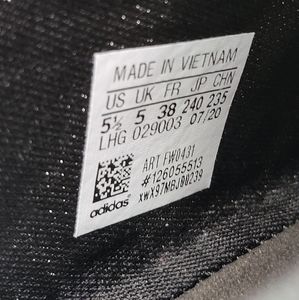 MADE IN VIETNAM
US UK FR JP CHN
5½ 5 38 240 235
LHG 029003 07/20
ART FW0431
#126055513
XWX97MBJ80239
adidas